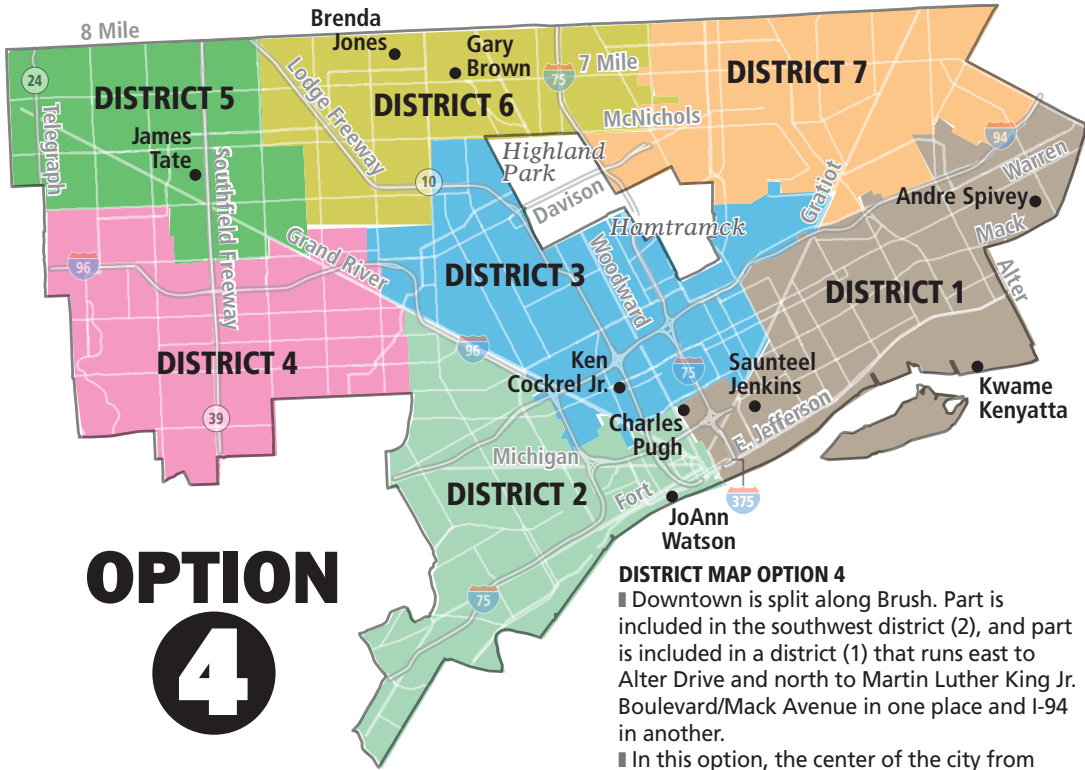 8 Mile
Brenda
Jones
Gary
Brown
24
75
7 Mile
DISTRICT 7
DISTRICT 5
DISTRICT 6
Lodge Freeway
Telegraph
James
Tate
McNichols
94
Warren
Highland
Park
10
Davison
Southfield Freeway
Gratiot
Andre Spivey
Mack
Hamtramck
Grand River
96
Woodward
Alter
DISTRICT 3
DISTRICT 1
DISTRICT 4
96
Ken
Cockrel Jr.
75
Saunteel
Jenkins
Kwame
Kenyatta
39
Charles
Pugh
E. Jefferson
Michigan
DISTRICT 2
Fort
375
JoAnn
Watson
75
OPTION
4
DISTRICT MAP OPTION 4
Downtown is split along Brush. Part is
included in the southwest district (2), and part
is included in a district (1) that runs east to
Alter Drive and north to Martin Luther King Jr.
Boulevard/Mack Avenue in one place and I-94
in another.
In this option, the center of the city from